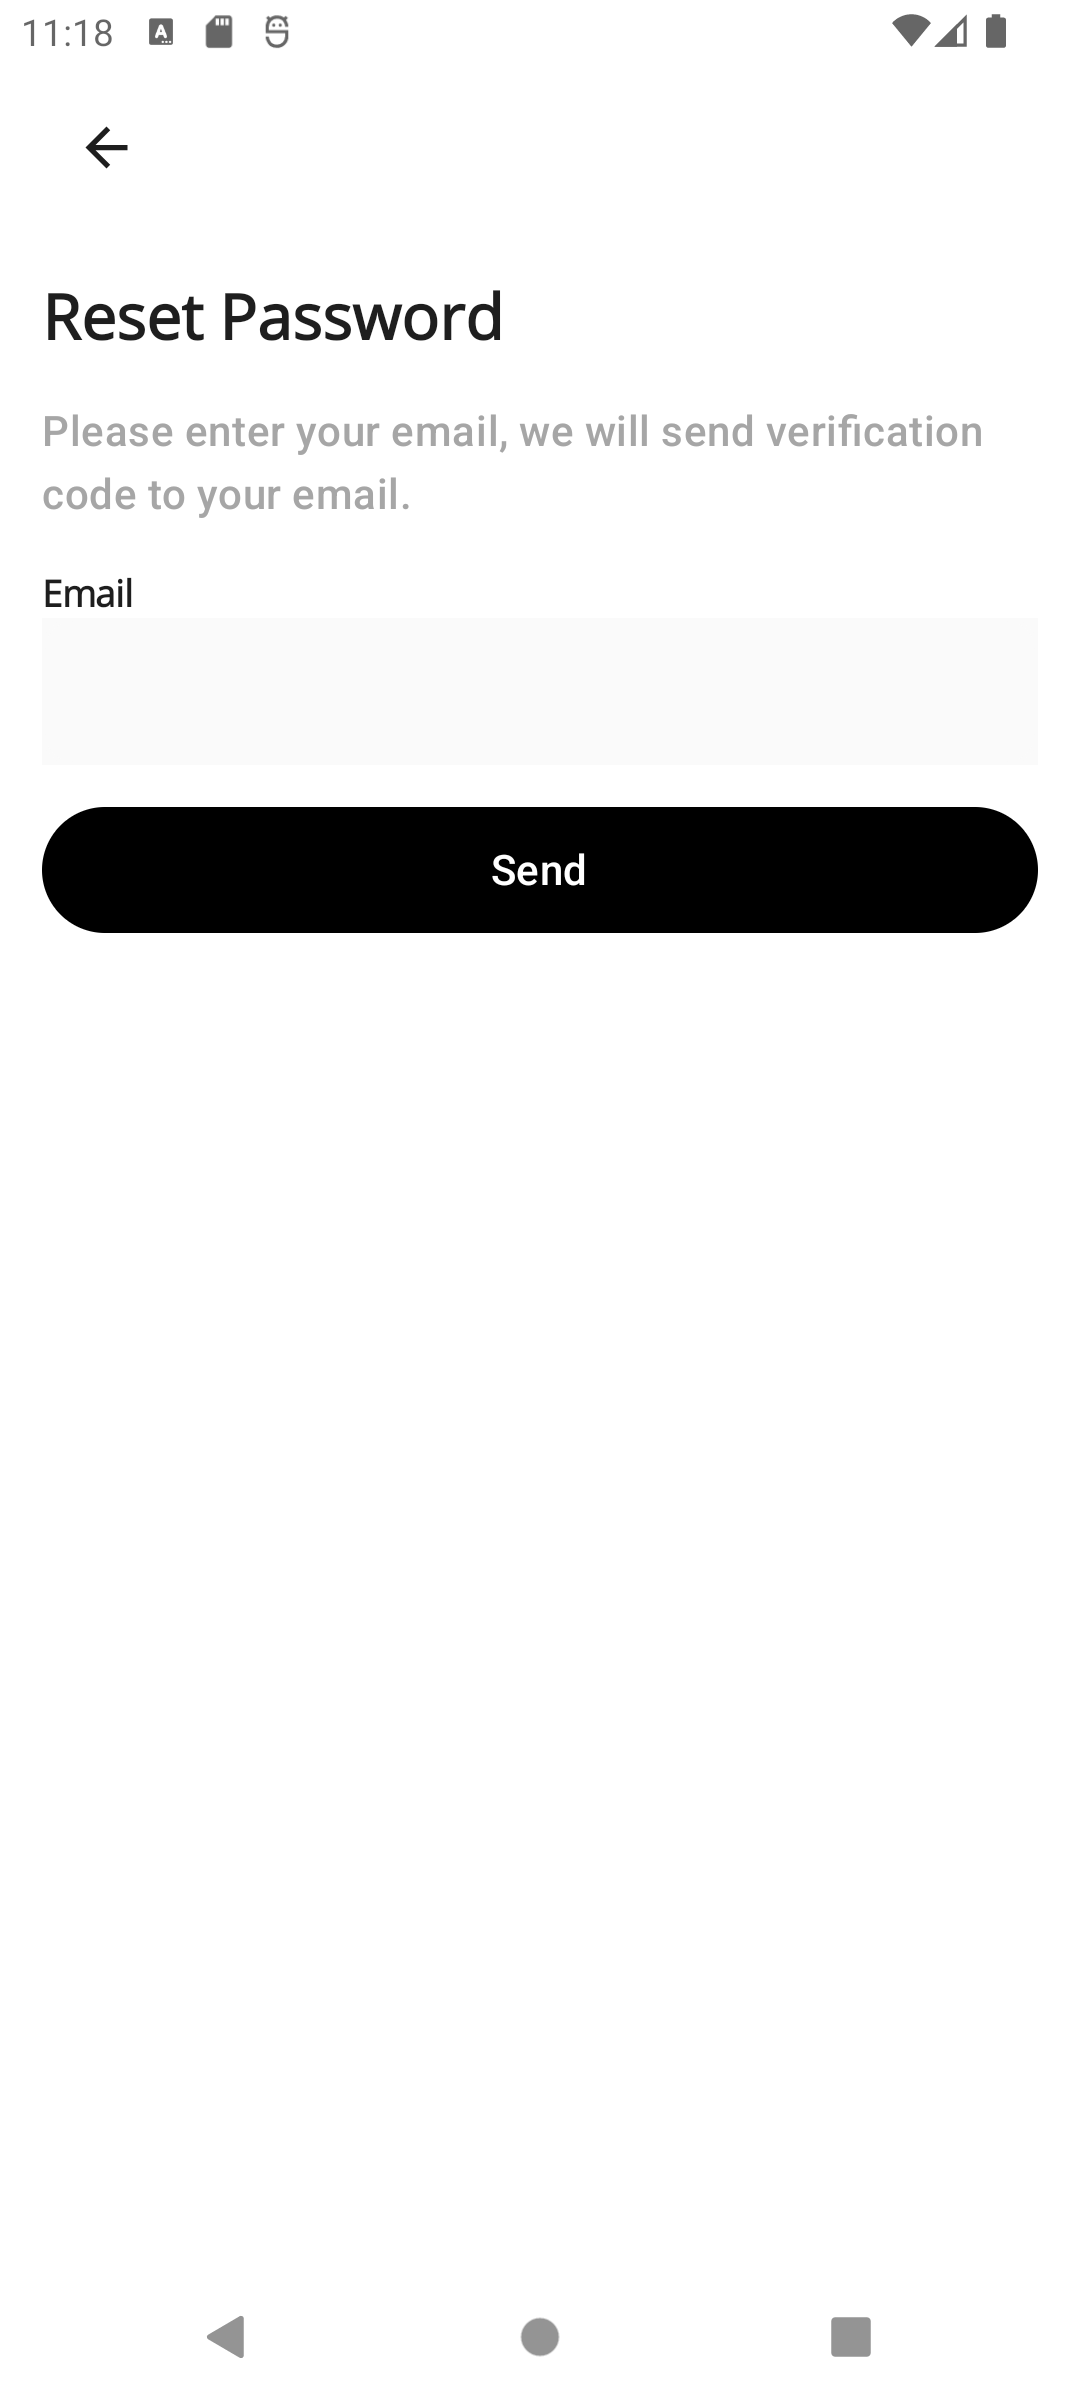 11:18
Reset Password
Please enter your email, we will send verification
code to your email.
Email
Send